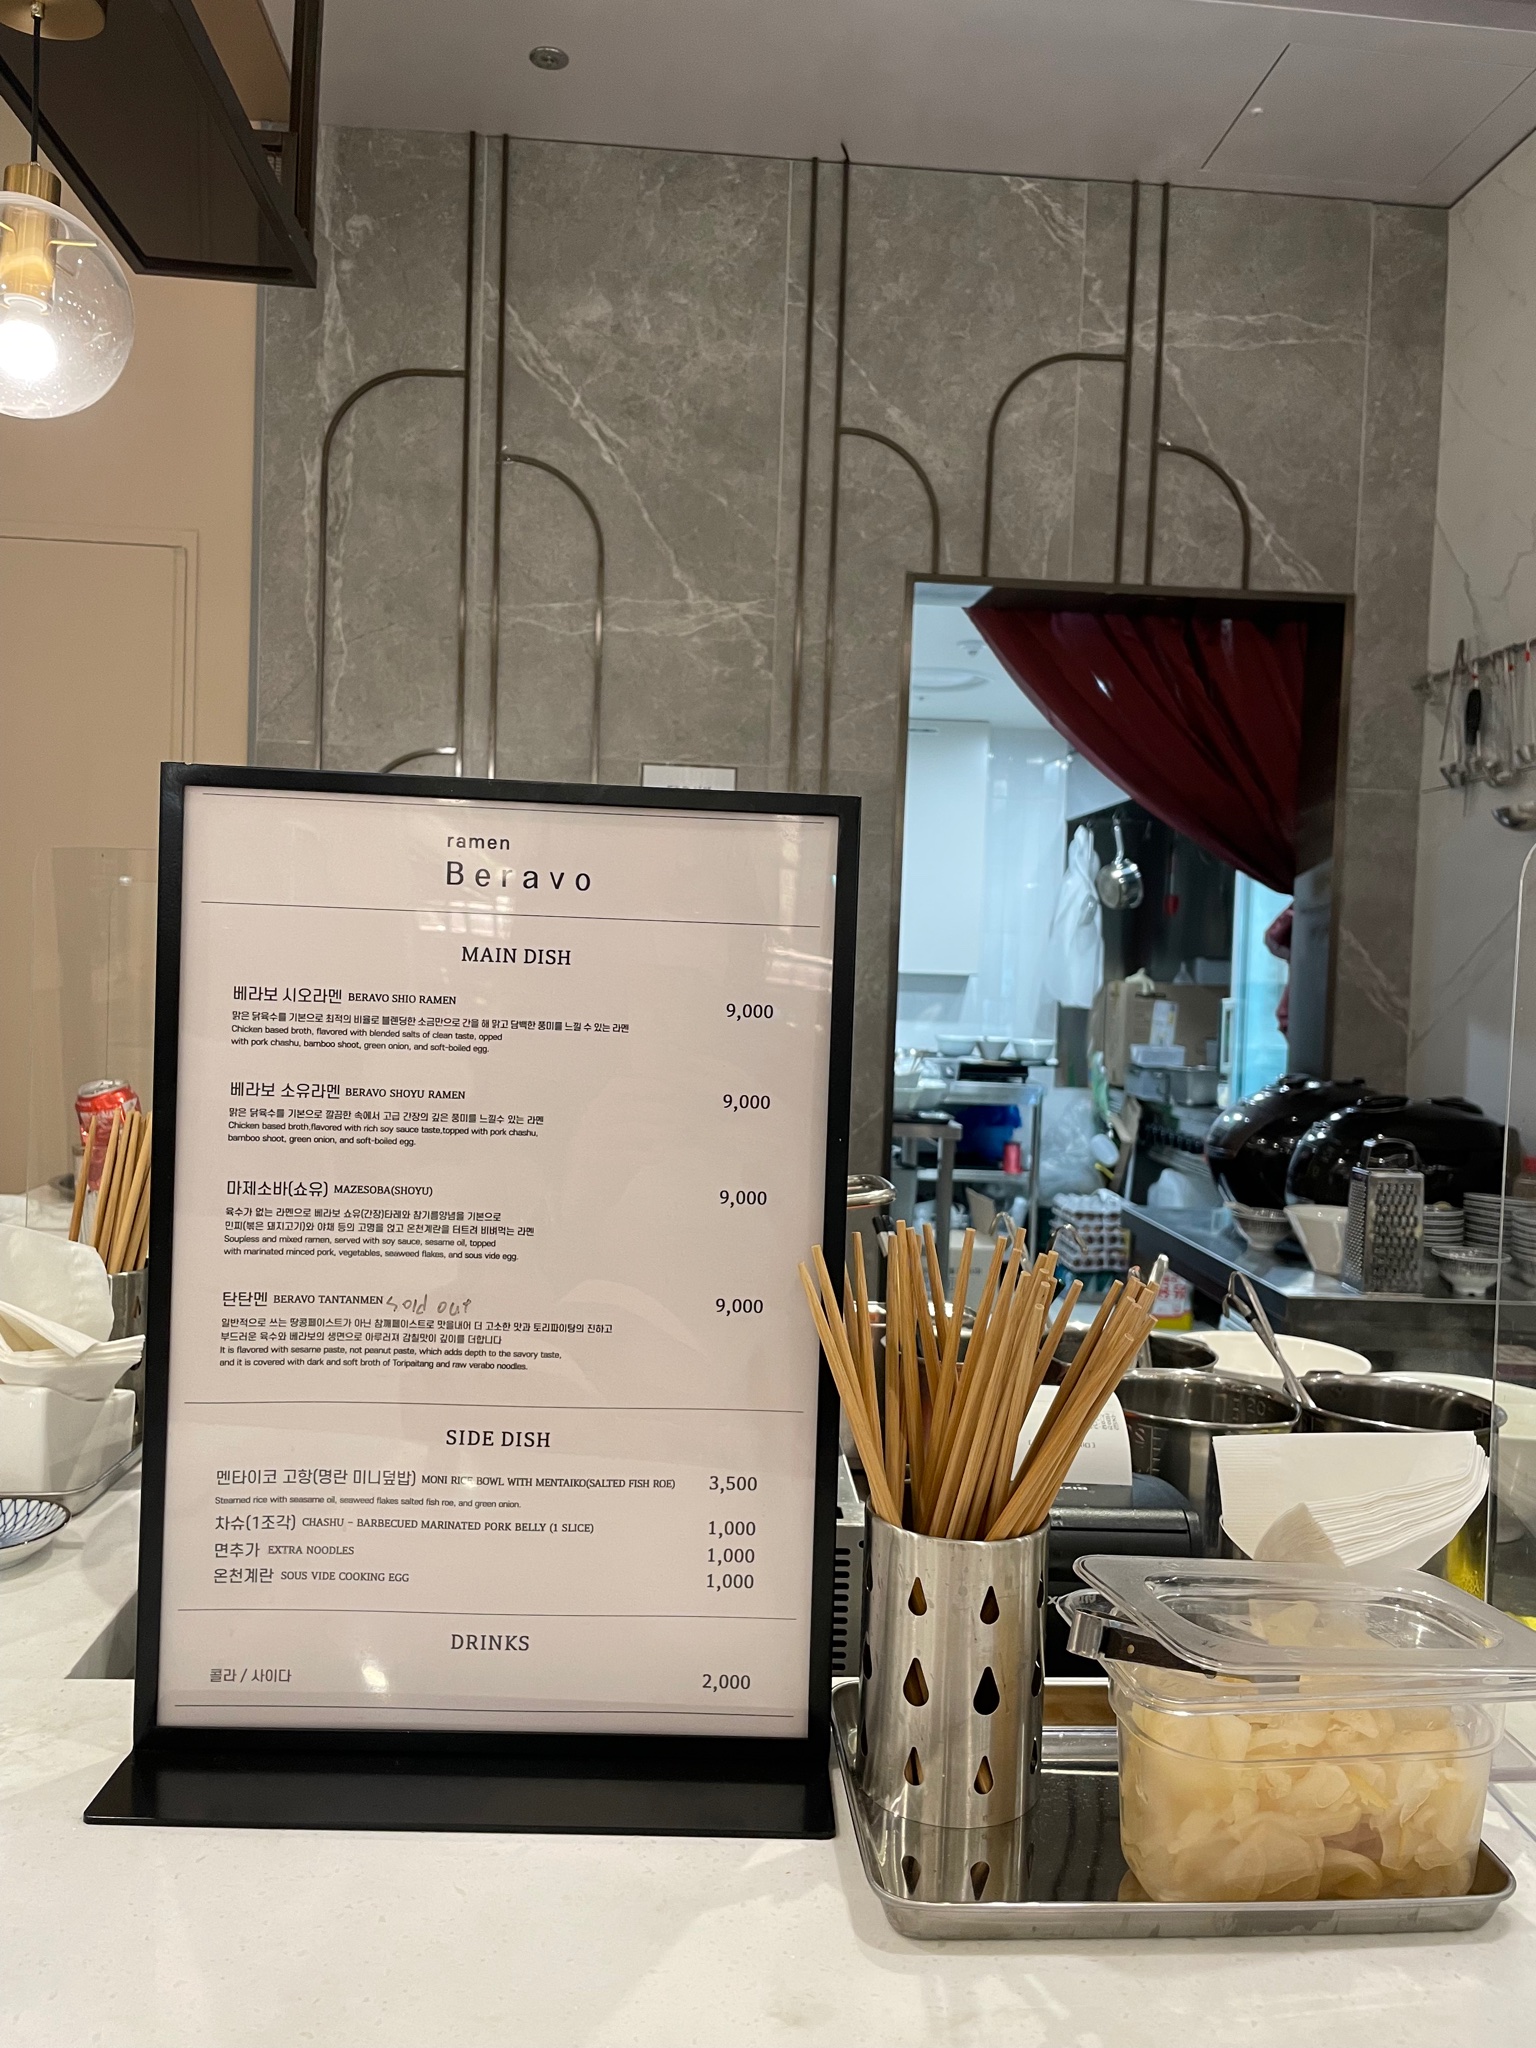 ramen
Beravo
MAIN DISH
베라보 시오라멘 BERAVO SHIO RAMEN 9,000
맑은 닭육수를 기본으로 최적의 비율로 블렌딩한 소금만으로 간을 해 맑고 담백한 풍미를 느낄 수 있는 라멘
Chicken based broth, flavored with blended salts of clean taste, opped
with pork chashu, bamboo shoot, green onion, and soft-boiled egg.
베라보 소유라멘 BERAVO SHOYU RAMEN 9,000
맑은 닭육수를 기본으로 깔끔한 속에서 고급 간장의 깊은 풍미를 느낄수 있는 라멘
Chicken based broth,flavored with rich soy sauce taste,topped with pork chashu,
bamboo shoot, green onion, and soft-boiled egg.
마제소바(쇼유) MAZESOBA(SHOYU) 9,000
육수가 없는 라멘으로 베라보 쇼유(간장)타레와 참기름양념을 기본으로
민찌(볶은 돼지고기)와 야채 등의 고명을 얹고 온천계란을 터트려 비벼먹는 라멘
Soupless and mixed ramen, served with soy sauce, sesame oil, topped
with marinated minced pork, vegetables, seaweed flakes, and sous vide egg.
탄탄멘 BERAVO TANTANMEN sold out 9,000
일반적으로 쓰는 땅콩페이스트가 아닌 참깨페이스트로 맛을내어 더 고소한 맛과 토리파이탕의 진하고
부드러운 육수와 베라보의 생면으로 아루러져 감칠맛이 깊이를 더합니다
It is flavored with sesame paste, not peanut paste, which adds depth to the savory taste,
and it is covered with dark and soft broth of Toripaitang and raw verabo noodles.
SIDE DISH
멘타이코 고항(명란 미니덮밥) MONI RICE BOWL WITH MENTAIKO(SALTED FISH ROE) 3,500
Steamed rice with seasame oil, seaweed flakes salted fish roe, and green onion.
차슈(1조각) CHASHU - BARBECUED MARINATED PORK BELLY (1 SLICE) 1,000
면추가 EXTRA NOODLES 1,000
온천계란 SOUS VIDE COOKING EGG 1,000
DRINKS
콜라 / 사이다 2,000